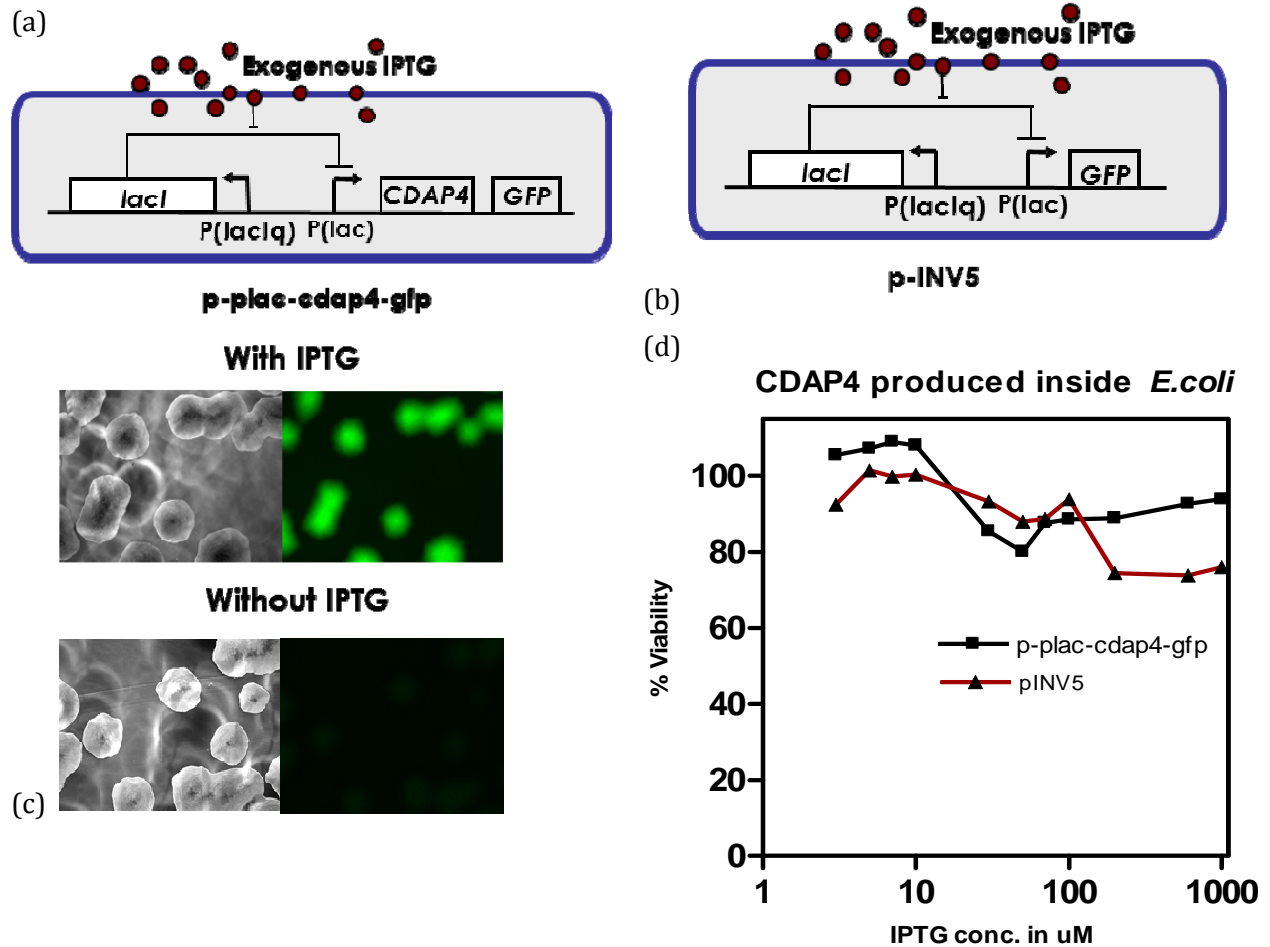 (a)
Exogenous IPTG
lacI
CDAP4
GFP
P(lacIq)
P(lac)
p-plac-cdap4-gfp
Exogenous IPTG
lacI
GFP
P(lacIq)
P(lac)
p-INV5
(b)
With IPTG
Without IPTG
(c)
(d)
CDAP4 produced inside E.coli
% Viability
100
80
60
40
20
0
p-plac-cdap4-gfp
pINV5
1
10
100
1000
IPTG conc. in uM